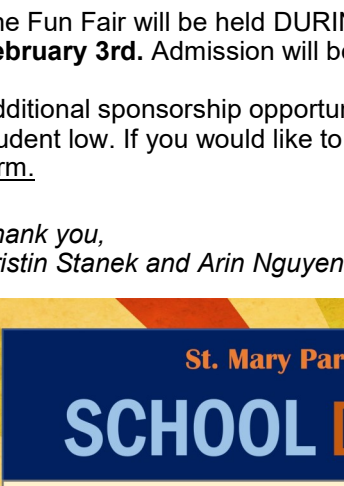 he Fun Fair will be held DURIN
ebruary 3rd. Admission will be
dditional sponsorship opportun
udent low. If you would like to
rm.
hank you,
ristin Stanek and Arin Nguyen
St. Mary Par
SCHOOL